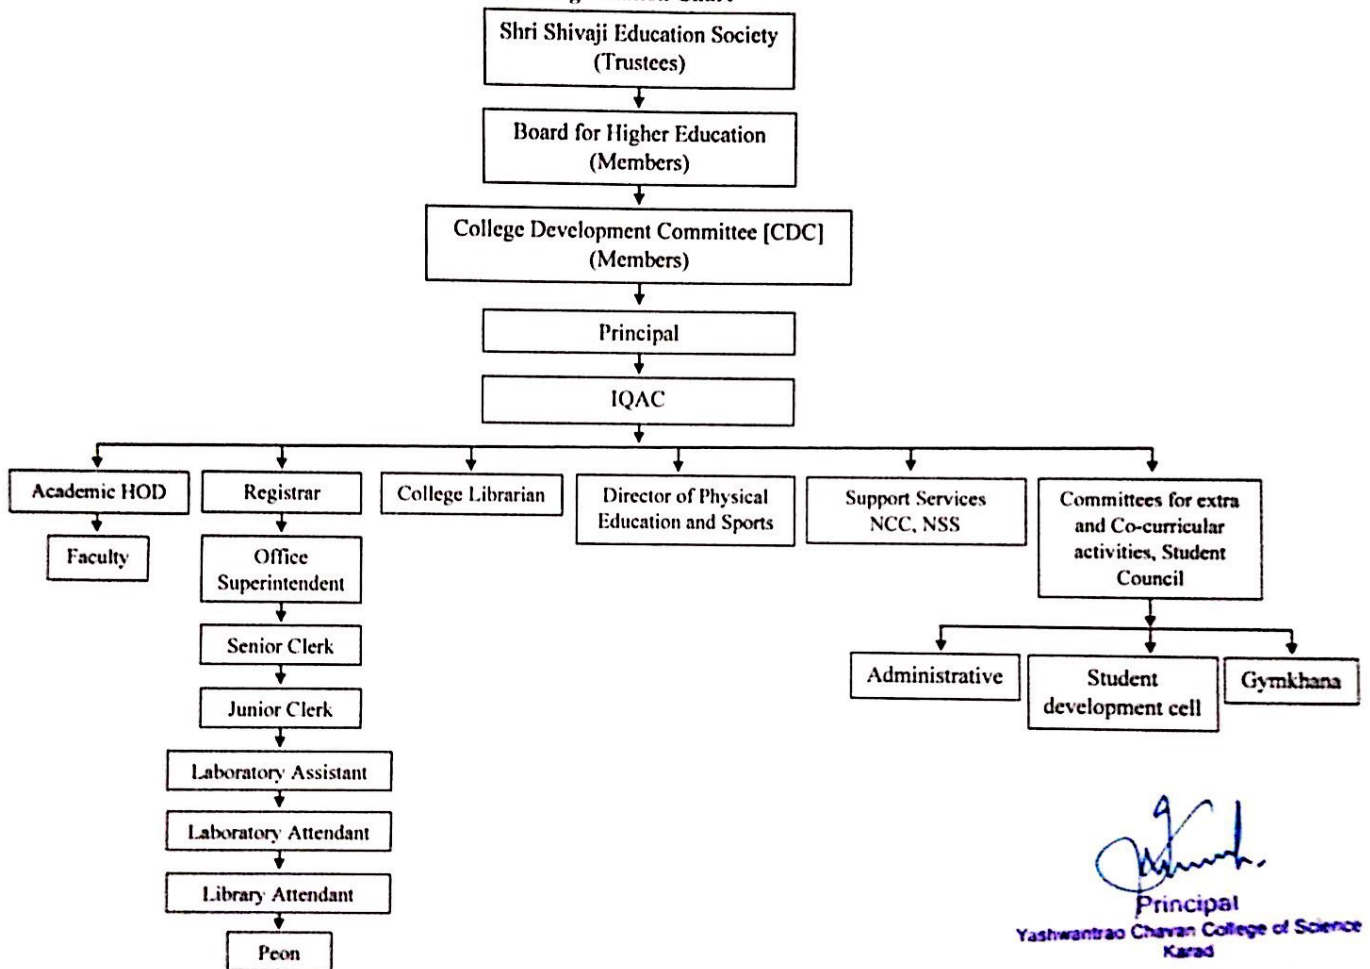 Shri Shivaji Education Society
(Trustees)
Board for Higher Education
(Members)
College Development Committee [CDC]
(Members)
Principal
IQAC
Academic HOD
Registrar
College Librarian
Director of Physical
Education and Sports
Support Services
NCC, NSS
Committees for extra
and Co-curricular
activities, Student
Council
Faculty
Office
Superintendent
Senior Clerk
Junior Clerk
Laboratory Assistant
Laboratory Attendant
Library Attendant
Peon
Administrative
Student
development cell
Gymkhana
Principal
Yashwantrao Chavan College of Science
Karad